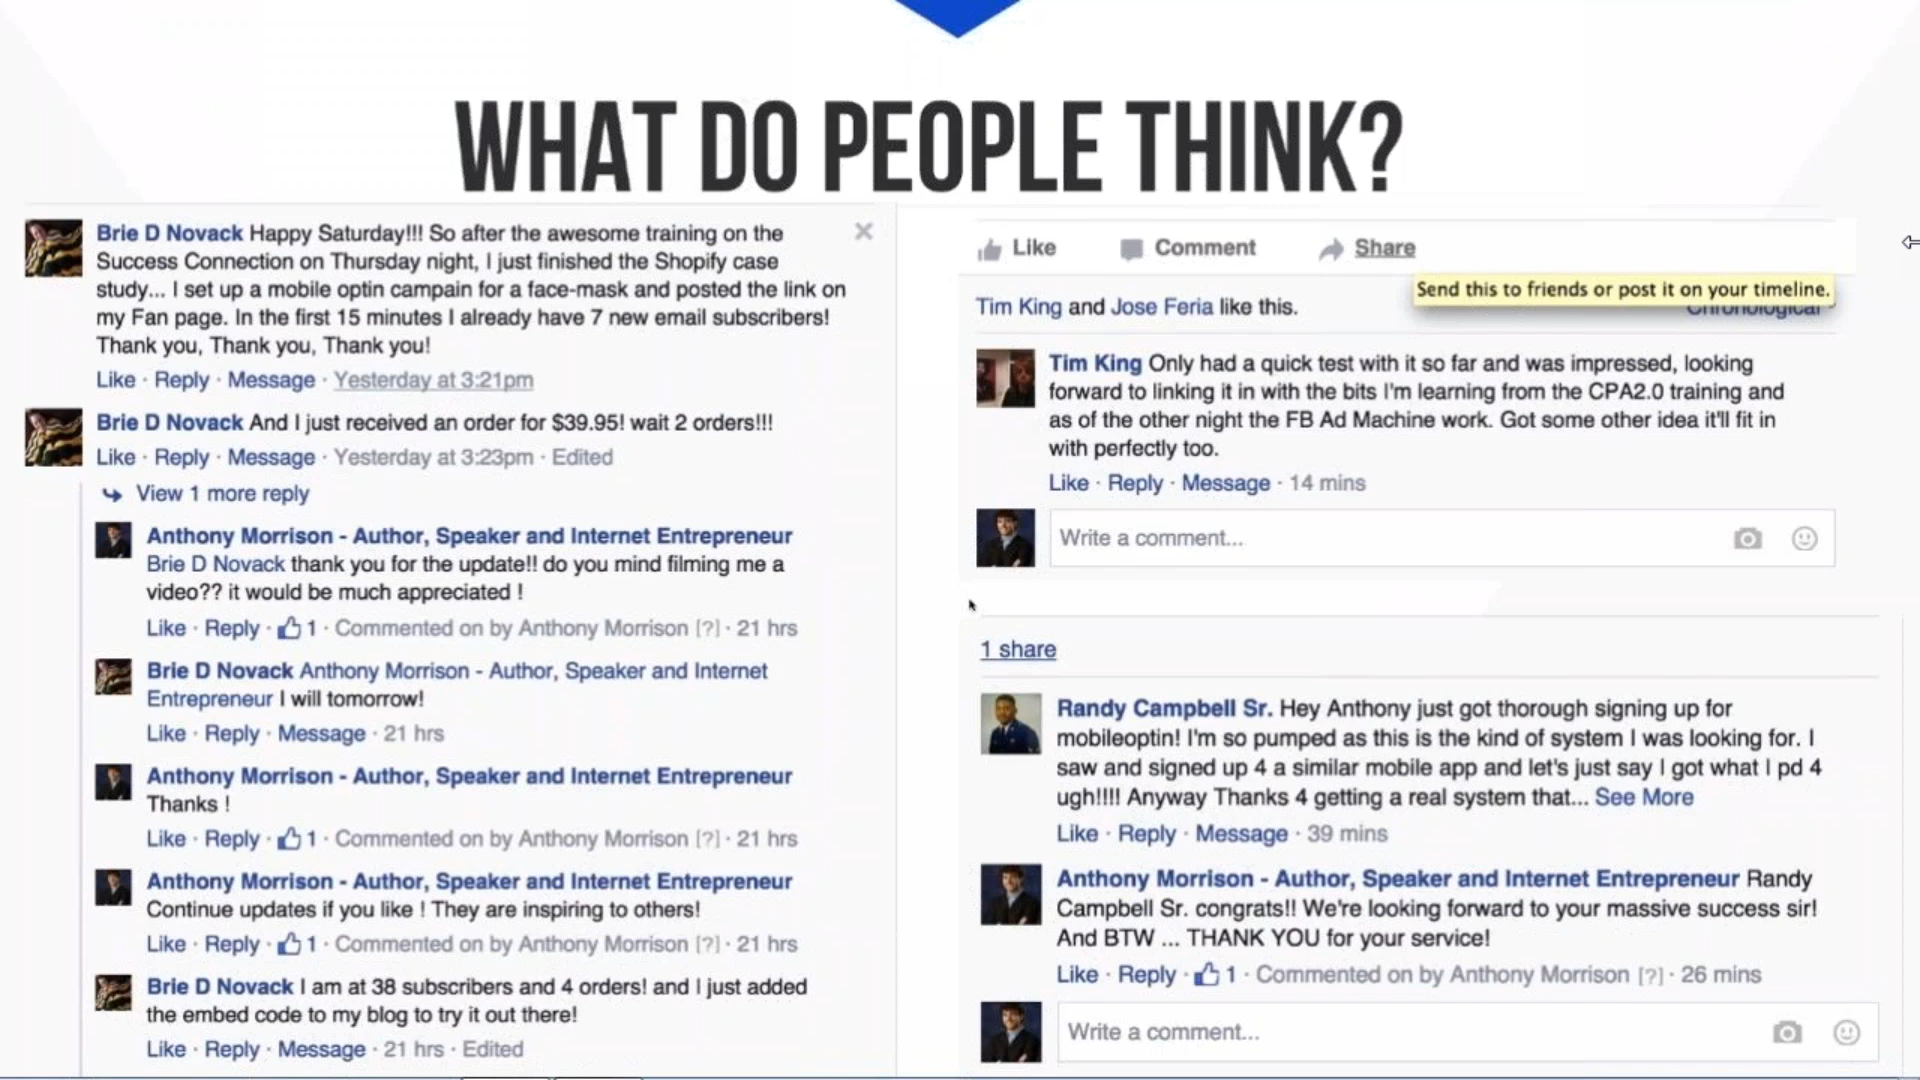 WHAT DO PEOPLE THINK?
Brie D Novack Happy Saturday!!! So after the awesome training on the
Success Connection on Thursday night, I just finished the Shopify case
study... I set up a mobile optin campain for a face-mask and posted the link on
my Fan page. In the first 15 minutes I already have 7 new email subscribers!
Thank you, Thank you, Thank you!
Like · Reply · Message · Yesterday at 3:21pm
Brie D Novack And I just received an order for $39.95! wait 2 orders!!!
Like · Reply · Message · Yesterday at 3:23pm · Edited
View 1 more reply
Anthony Morrison - Author, Speaker and Internet Entrepreneur
Brie D Novack thank you for the update!! do you mind filming me a
video?? it would be much appreciated !
Like · Reply · 1 · Commented on by Anthony Morrison [?] · 21 hrs
Brie D Novack Anthony Morrison - Author, Speaker and Internet
Entrepreneur I will tomorrow!
Like · Reply · Message · 21 hrs
Anthony Morrison - Author, Speaker and Internet Entrepreneur
Thanks !
Like · Reply · 1 · Commented on by Anthony Morrison [?] · 21 hrs
Anthony Morrison - Author, Speaker and Internet Entrepreneur
Continue updates if you like ! They are inspiring to others!
Like · Reply · 1 · Commented on by Anthony Morrison [?] · 21 hrs
Brie D Novack I am at 38 subscribers and 4 orders! and I just added
the embed code to my blog to try it out there!
Like · Reply · Message · 21 hrs · Edited
Like Comment Share
Send this to friends or post it on your timeline.
Tim King and Jose Feria like this.
Chronological
Tim King Only had a quick test with it so far and was impressed, looking
forward to linking it in with the bits I'm learning from the CPA2.0 training and
as of the other night the FB Ad Machine work. Got some other idea it'll fit in
with perfectly too.
Like · Reply · Message · 14 mins
Write a comment...
1 share
Randy Campbell Sr. Hey Anthony just got thorough signing up for
mobileoptin! I'm so pumped as this is the kind of system I was looking for. I
saw and signed up 4 a similar mobile app and let's just say I got what I pd 4
ugh!!!! Anyway Thanks 4 getting a real system that... See More
Like · Reply · Message · 39 mins
Anthony Morrison - Author, Speaker and Internet Entrepreneur Randy
Campbell Sr. congrats!! We're looking forward to your massive success sir!
And BTW ... THANK YOU for your service!
Like · Reply · 1 · Commented on by Anthony Morrison [?] · 26 mins
Write a comment...